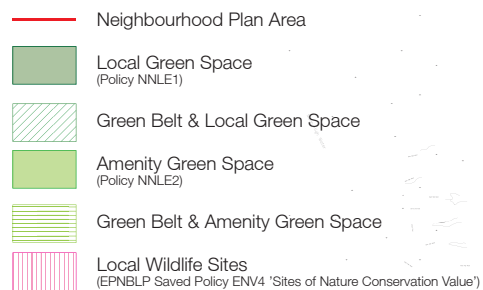 Neighbourhood Plan Area
Local Green Space
(Policy NNLE1)
Green Belt & Local Green Space
Amenity Green Space
(Policy NNLE2)
Green Belt & Amenity Green Space
Local Wildlife Sites
(EPNBLP Saved Policy ENV4 'Sites of Nature Conservation Value')